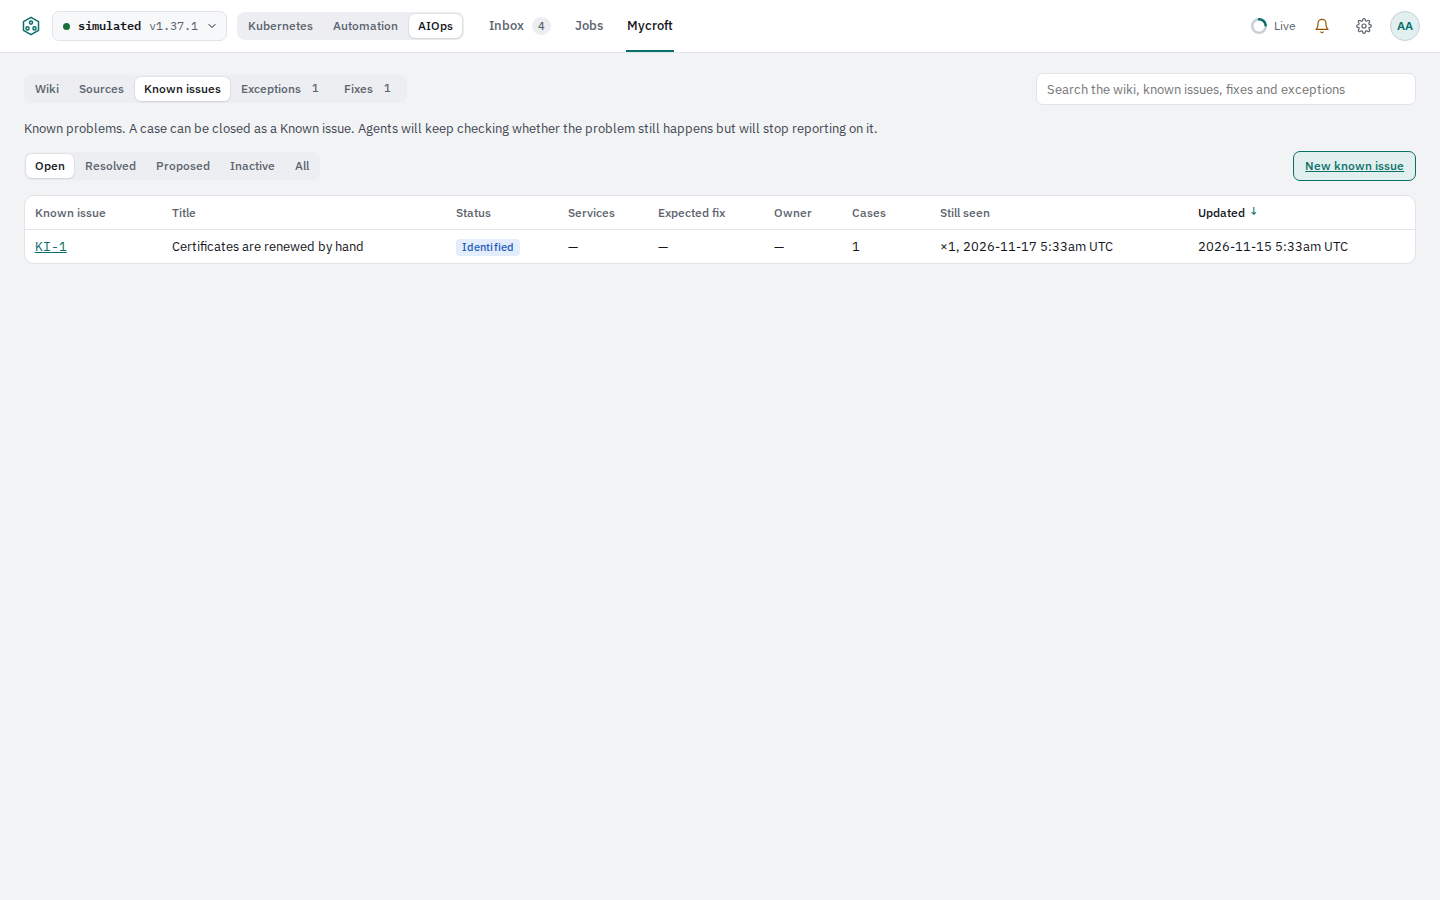 simulated v1.37.1 Kubernetes Automation AIOps Inbox 4 Jobs Mycroft Live AA
Wiki Sources Known issues Exceptions 1 Fixes 1 Search the wiki, known issues, fixes and exceptions
Known problems. A case can be closed as a Known issue. Agents will keep checking whether the problem still happens but will stop reporting on it.
Open Resolved Proposed Inactive All New known issue
Known issue Title Status Services Expected fix Owner Cases Still seen Updated ↓
KI-1 Certificates are renewed by hand Identified — — — 1 ×1, 2026-11-17 5:33am UTC 2026-11-15 5:33am UTC